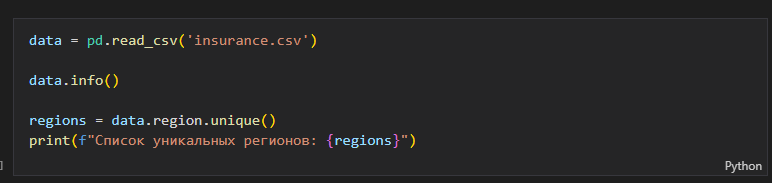 data = pd.read_csv('insurance.csv')
data.info()
regions = data.region.unique()
print(f"Список уникальных регионов: {regions}")
]
Python